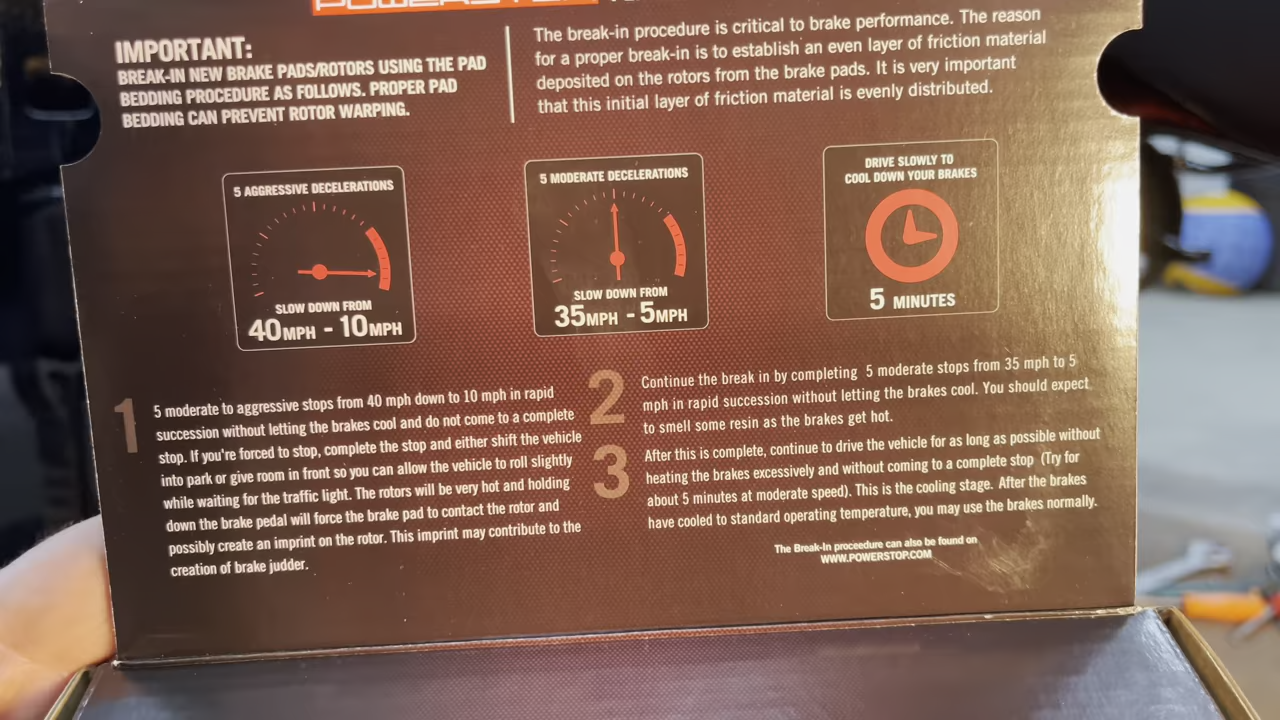 POWERSTOP
IMPORTANT:
BREAK-IN NEW BRAKE PADS/ROTORS USING THE PAD
BEDDING PROCEDURE AS FOLLOWS. PROPER PAD
BEDDING CAN PREVENT ROTOR WARPING.
The break-in procedure is critical to brake performance. The reason
for a proper break-in is to establish an even layer of friction material
deposited on the rotors from the brake pads. It is very important
that this initial layer of friction material is evenly distributed.
5 AGGRESSIVE DECELERATIONS
SLOW DOWN FROM
40MPH - 10MPH
5 MODERATE DECELERATIONS
SLOW DOWN FROM
35MPH - 5MPH
DRIVE SLOWLY TO
COOL DOWN YOUR BRAKES
5 MINUTES
1
5 moderate to aggressive stops from 40 mph down to 10 mph in rapid
succession without letting the brakes cool and do not come to a complete
stop. If you're forced to stop, complete the stop and either shift the vehicle
into park or give room in front so you can allow the vehicle to roll slightly
while waiting for the traffic light. The rotors will be very hot and holding
down the brake pedal will force the brake pad to contact the rotor and
possibly create an imprint on the rotor. This imprint may contribute to the
creation of brake judder.
2
Continue the break in by completing 5 moderate stops from 35 mph to 5
mph in rapid succession without letting the brakes cool. You should expect
to smell some resin as the brakes get hot.
3
After this is complete, continue to drive the vehicle for as long as possible without
heating the brakes excessively and without coming to a complete stop (Try for
about 5 minutes at moderate speed). This is the cooling stage. After the brakes
have cooled to standard operating temperature, you may use the brakes normally.
The Break-In proceedure can also be found on
WWW.POWERSTOP.COM